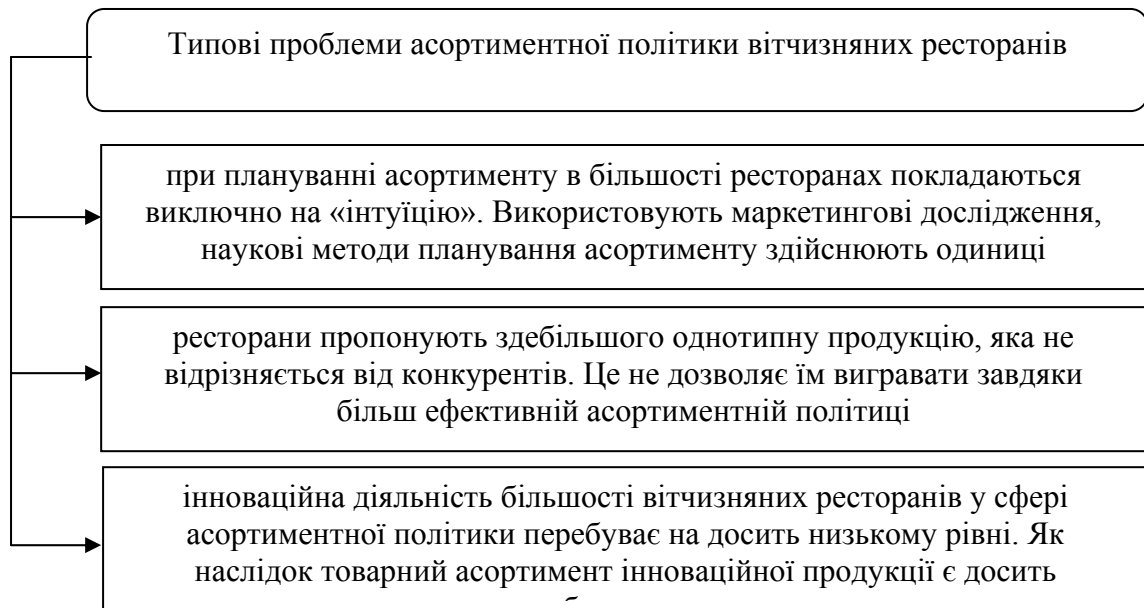 Типові проблеми асортиментної політики вітчизняних ресторанів
при плануванні асортименту в більшості ресторанах покладаються
виключно на «інтуїцію». Використовують маркетингові дослідження,
наукові методи планування асортименту здійснюють одиниці
ресторани пропонують здебільшого однотипну продукцію, яка не
відрізняється від конкурентів. Це не дозволяє їм вигравати завдяки
більш ефективній асортиментній політиці
інноваційна діяльність більшості вітчизняних ресторанів у сфері
асортиментної політики перебуває на досить низькому рівні. Як
наслідок товарний асортимент інноваційної продукції є досить